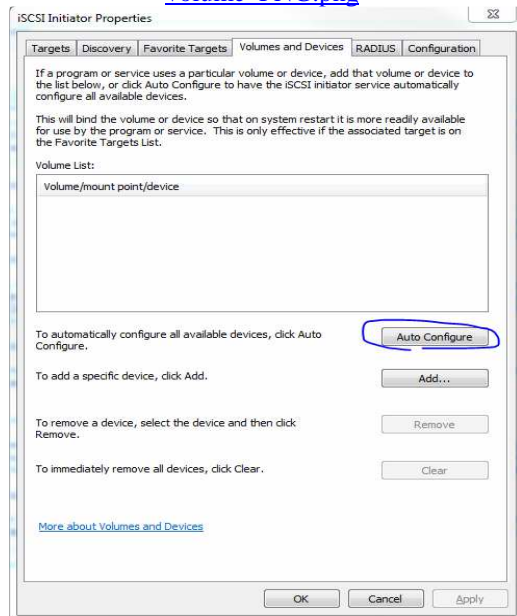 iSCSI Initiator Properties
Targets Discovery Favorite Targets Volumes and Devices RADIUS Configuration
If a program or service uses a particular volume or device, add that volume or device to
the list below, or click Auto Configure to have the iSCSI initiator service automatically
configure all available devices.
This will bind the volume or device so that on system restart it is more readily available
for use by the program or service. This is only effective if the associated target is on
the Favorite Targets List.
Volume List:
Volume/mount point/device
To automatically configure all available devices, click Auto
Configure.
Auto Configure
To add a specific device, click Add.
Add...
To remove a device, select the device and then click
Remove.
Remove
To immediately remove all devices, click Clear.
Clear
More about Volumes and Devices
OK Cancel Apply